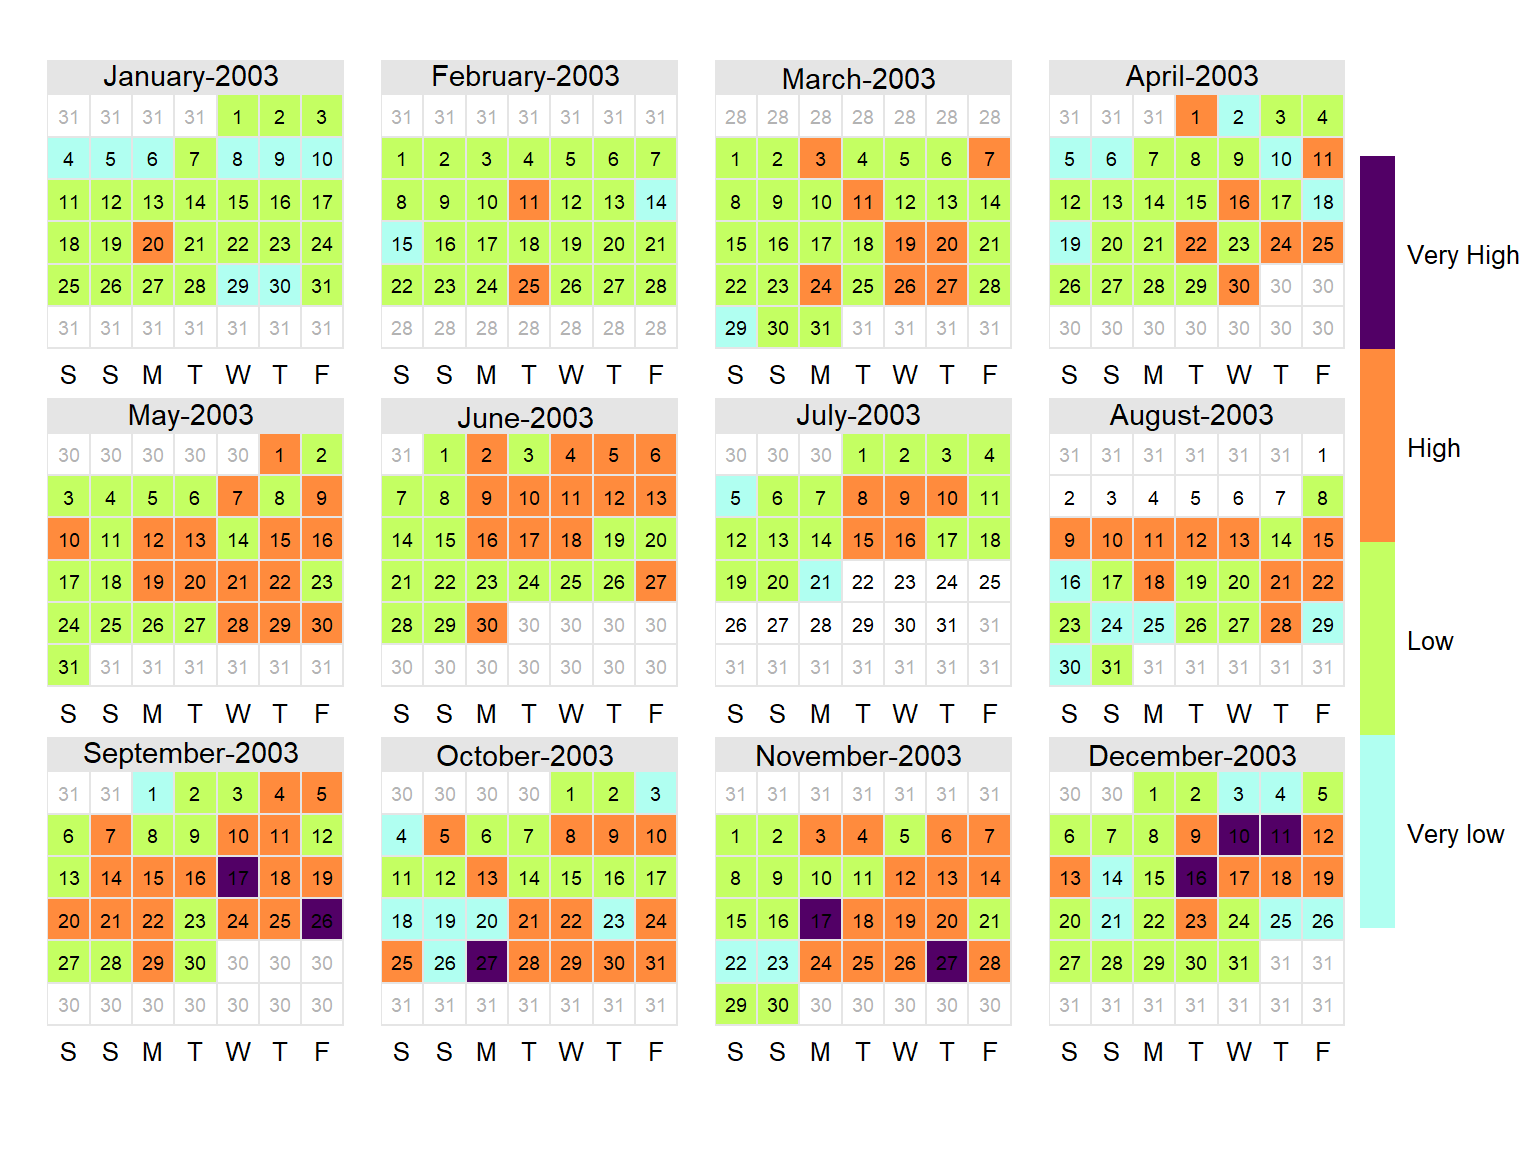 January-2003 February-2003 March-2003 April-2003
31 31 31 31 1 2 3 31 31 31 31 31 31 31 28 28 28 28 28 28 28 31 31 31 1 2 3 4
4 5 6 7 8 9 10 1 2 3 4 5 6 7 1 2 3 4 5 6 7 5 6 7 8 9 10 11
11 12 13 14 15 16 17 8 9 10 11 12 13 14 8 9 10 11 12 13 14 12 13 14 15 16 17 18
18 19 20 21 22 23 24 15 16 17 18 19 20 21 15 16 17 18 19 20 21 19 20 21 22 23 24 25
Very High
25 26 27 28 29 30 31 22 23 24 25 26 27 28 22 23 24 25 26 27 28 26 27 28 29 30 30 30
31 31 31 31 31 31 31 28 28 28 28 28 28 28 29 30 31 31 31 31 31 30 30 30 30 30 30 30
S S M T W T F S S M T W T F S S M T W T F S S M T W T F
May-2003 June-2003 July-2003 August-2003
30 30 30 30 30 1 2 31 1 2 3 4 5 6 30 30 30 1 2 3 4 31 31 31 31 31 31 1
High
3 4 5 6 7 8 9 7 8 9 10 11 12 13 5 6 7 8 9 10 11 2 3 4 5 6 7 8
10 11 12 13 14 15 16 14 15 16 17 18 19 20 12 13 14 15 16 17 18 9 10 11 12 13 14 15
17 18 19 20 21 22 23 21 22 23 24 25 26 27 19 20 21 22 23 24 25 16 17 18 19 20 21 22
24 25 26 27 28 29 30 28 29 30 30 30 30 30 26 27 28 29 30 31 31 23 24 25 26 27 28 29
Low
31 31 31 31 31 31 31 30 30 30 30 30 30 30 31 31 31 31 31 31 31 30 31 31 31 31 31 31
S S M T W T F S S M T W T F S S M T W T F S S M T W T F
September-2003 October-2003 November-2003 December-2003
31 31 1 2 3 4 5 30 30 30 30 1 2 3 31 31 31 31 31 31 31 30 30 1 2 3 4 5
6 7 8 9 10 11 12 4 5 6 7 8 9 10 1 2 3 4 5 6 7 6 7 8 9 10 11 12
Very low
13 14 15 16 17 18 19 11 12 13 14 15 16 17 8 9 10 11 12 13 14 13 14 15 16 17 18 19
20 21 22 23 24 25 26 18 19 20 21 22 23 24 15 16 17 18 19 20 21 20 21 22 23 24 25 26
27 28 29 30 30 30 30 25 26 27 28 29 30 31 22 23 24 25 26 27 28 27 28 29 30 31 31 31
30 30 30 30 30 30 30 31 31 31 31 31 31 31 29 30 30 30 30 30 30 31 31 31 31 31 31 31
S S M T W T F S S M T W T F S S M T W T F S S M T W T F